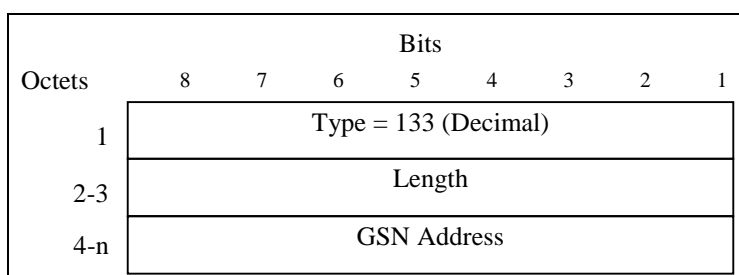 Bits
Octets 8 7 6 5 4 3 2 1
1 Type = 133 (Decimal)
2-3 Length
4-n GSN Address